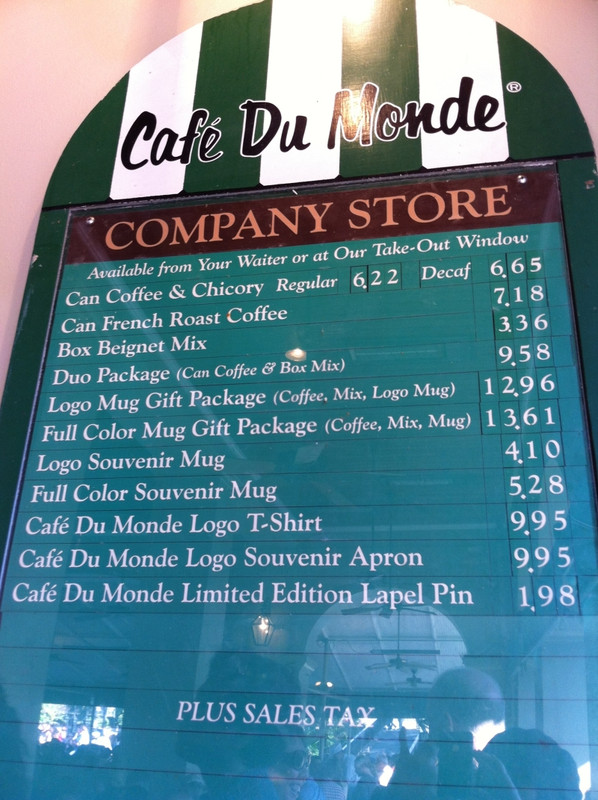 Café Du Monde®
COMPANY STORE
Available from Your Waiter or at Our Take-Out Window
Can Coffee & Chicory Regular 6.22 Decaf 6.65
Can French Roast Coffee 7.18
Box Beignet Mix 3.36
Duo Package (Can Coffee & Box Mix) 9.58
Logo Mug Gift Package (Coffee, Mix, Logo Mug) 12.96
Full Color Mug Gift Package (Coffee, Mix, Mug) 13.61
Logo Souvenir Mug 4.10
Full Color Souvenir Mug 5.28
Café Du Monde Logo T-Shirt 9.95
Café Du Monde Logo Souvenir Apron 9.95
Café Du Monde Limited Edition Lapel Pin 1.98
PLUS SALES TAX